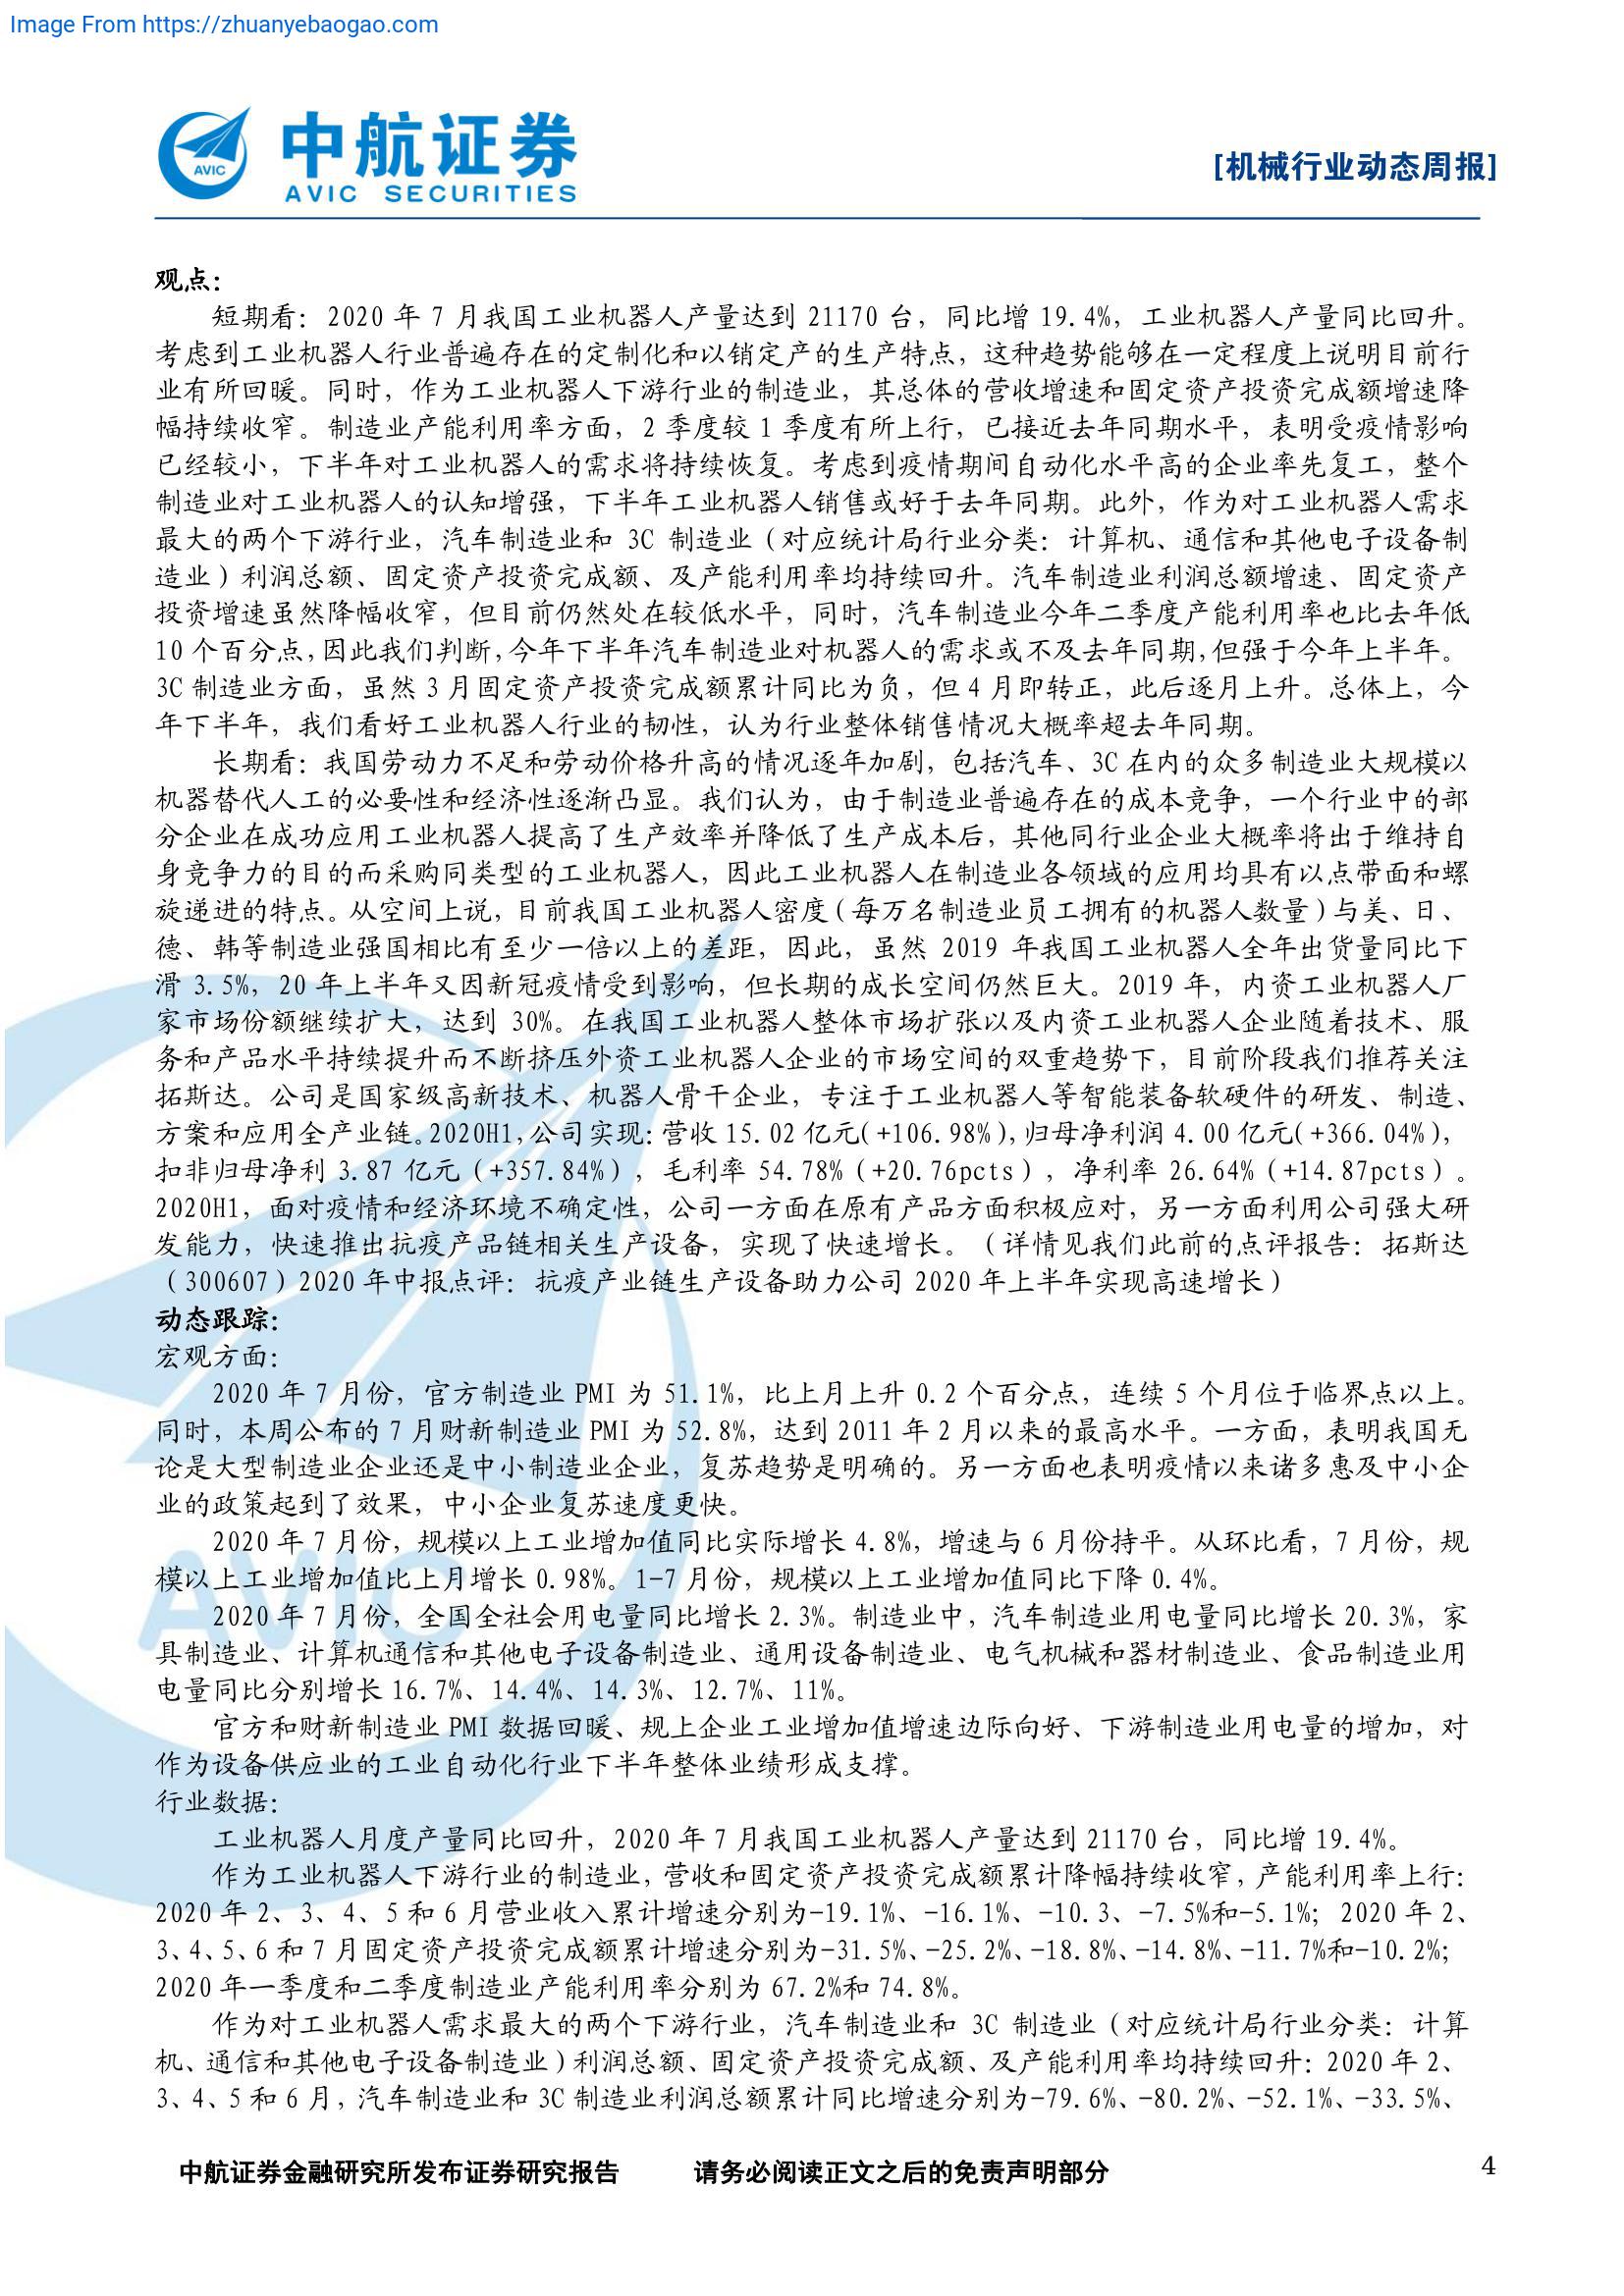 Image From https://zhuanyebaogao.com
AVIC
中航证券
AVIC SECURITIES
[机械行业动态周报]
观点：
短期看：2020 年 7 月我国工业机器人产量达到 21170 台，同比增 19.4%，工业机器人产量同比回升。
考虑到工业机器人行业普遍存在的定制化和以销定产的生产特点，这种趋势能够在一定程度上说明目前行
业有所回暖。同时，作为工业机器人下游行业的制造业，其总体的营收增速和固定资产投资完成额增速降
幅持续收窄。制造业产能利用率方面，2 季度较 1 季度有所上行，已接近去年同期水平，表明受疫情影响
已经较小，下半年对工业机器人的需求将持续恢复。考虑到疫情期间自动化水平高的企业率先复工，整个
制造业对工业机器人的认知增强，下半年工业机器人销售或好于去年同期。此外，作为对工业机器人需求
最大的两个下游行业，汽车制造业和 3C 制造业（对应统计局行业分类：计算机、通信和其他电子设备制
造业）利润总额、固定资产投资完成额、及产能利用率均持续回升。汽车制造业利润总额增速、固定资产
投资增速虽然降幅收窄，但目前仍然处在较低水平，同时，汽车制造业今年二季度产能利用率也比去年低
10 个百分点，因此我们判断，今年下半年汽车制造业对机器人的需求或不及去年同期，但强于今年上半年。
3C 制造业方面，虽然 3 月固定资产投资完成额累计同比为负，但 4 月即转正，此后逐月上升。总体上，今
年下半年，我们看好工业机器人行业的韧性，认为行业整体销售情况大概率超去年同期。
长期看：我国劳动力不足和劳动价格升高的情况逐年加剧，包括汽车、3C 在内的众多制造业大规模以
机器替代人工的必要性和经济性逐渐凸显。我们认为，由于制造业普遍存在的成本竞争，一个行业中的部
分企业在成功应用工业机器人提高了生产效率并降低了生产成本后，其他同行业企业大概率将出于维持自
身竞争力的目的而采购同类型的工业机器人，因此工业机器人在制造业各领域的应用均具有以点带面和螺
旋递进的特点。从空间上说，目前我国工业机器人密度（每万名制造业员工拥有的机器人数量）与美、日、
德、韩等制造业强国相比有至少一倍以上的差距，因此，虽然 2019 年我国工业机器人全年出货量同比下
滑 3.5%，20 年上半年又因新冠疫情受到影响，但长期的成长空间仍然巨大。2019 年，内资工业机器人厂
家市场份额继续扩大，达到 30%。在我国工业机器人整体市场扩张以及内资工业机器人企业随着技术、服
务和产品水平持续提升而不断挤压外资工业机器人企业的市场空间的双重趋势下，目前阶段我们推荐关注
拓斯达。公司是国家级高新技术、机器人骨干企业，专注于工业机器人等智能装备软硬件的研发、制造、
方案和应用全产业链。2020H1，公司实现：营收 15.02 亿元（+106.98%），归母净利润 4.00 亿元（+366.04%），
扣非归母净利 3.87 亿元（+357.84%），毛利率 54.78%（+20.76pcts），净利率 26.64%（+14.87pcts）。
2020H1，面对疫情和经济环境不确定性，公司一方面在原有产品方面积极应对，另一方面利用公司强大研
发能力，快速推出抗疫产品链相关生产设备，实现了快速增长。（详情见我们此前的点评报告：拓斯达
（300607）2020 年中报点评：抗疫产业链生产设备助力公司 2020 年上半年实现高速增长）
动态跟踪：
宏观方面：
2020 年 7 月份，官方制造业 PMI 为 51.1%，比上月上升 0.2 个百分点，连续 5 个月位于临界点以上。
同时，本周公布的 7 月财新制造业 PMI 为 52.8%，达到 2011 年 2 月以来的最高水平。一方面，表明我国无
论是大型制造业企业还是中小制造业企业，复苏趋势是明确的。另一方面也表明疫情以来诸多惠及中小企
业的政策起到了效果，中小企业复苏速度更快。
2020 年 7 月份，规模以上工业增加值同比实际增长 4.8%，增速与 6 月份持平。从环比看，7 月份，规
模以上工业增加值比上月增长 0.98%。1-7 月份，规模以上工业增加值同比下降 0.4%。
2020 年 7 月份，全国全社会用电量同比增长 2.3%。制造业中，汽车制造业用电量同比增长 20.3%，家
具制造业、计算机通信和其他电子设备制造业、通用设备制造业、电气机械和器材制造业、食品制造业用
电量同比分别增长 16.7%、14.4%、14.3%、12.7%、11%。
官方和财新制造业 PMI 数据回暖、规上企业工业增加值增速边际向好、下游制造业用电量的增加，对
作为设备供应业的工业自动化行业下半年整体业绩形成支撑。
行业数据：
工业机器人月度产量同比回升，2020 年 7 月我国工业机器人产量达到 21170 台，同比增 19.4%。
作为工业机器人下游行业的制造业，营收和固定资产投资完成额累计降幅持续收窄，产能利用率上行：
2020 年 2、3、4、5 和 6 月营业收入累计增速分别为-19.1%、-16.1%、-10.3、-7.5%和-5.1%；2020 年 2、
3、4、5、6 和 7 月固定资产投资完成额累计增速分别为-31.5%、-25.2%、-18.8%、-14.8%、-11.7%和-10.2%；
2020 年一季度和二季度制造业产能利用率分别为 67.2%和 74.8%。
作为对工业机器人需求最大的两个下游行业，汽车制造业和 3C 制造业（对应统计局行业分类：计算
机、通信和其他电子设备制造业）利润总额、固定资产投资完成额、及产能利用率均持续回升：2020 年 2、
3、4、5 和 6 月，汽车制造业和 3C 制造业利润总额累计同比增速分别为-79.6%、-80.2%、-52.1%、-33.5%、
AVIC
中航证券金融研究所发布证券研究报告 请务必阅读正文之后的免责声明部分 4